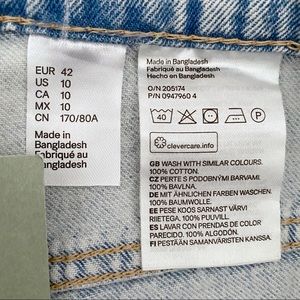 EUR 42
US 10
CA 10
MX 10
CN 170/80A
Made in
Bangladesh
Fabriqué au
angladesh
Made in Bangladesh
Fabriqué au Bangladesh
Hecho en Bangladesh
O/N 205174
P/N 0947960 4
40
clevercare.info
GB WASH WITH SIMILAR COLOURS.
100% COTTON.
CZ PERTE S PODOBNÝMI BARVAMI.
100% BAVLNA.
DE MIT ÄHNLICHEN FARBEN WASCHEN.
100% BAUMWOLLE.
EE PESE KOOS SARNAST VÄRVI
RIIETEGA. 100% PUUVILL.
ES LAVAR CON PRENDAS DE COLOR
PARECIDO. 100% ALGODÓN.
FI PESTÄÄN SAMANVÄRISTEN KANSSA.